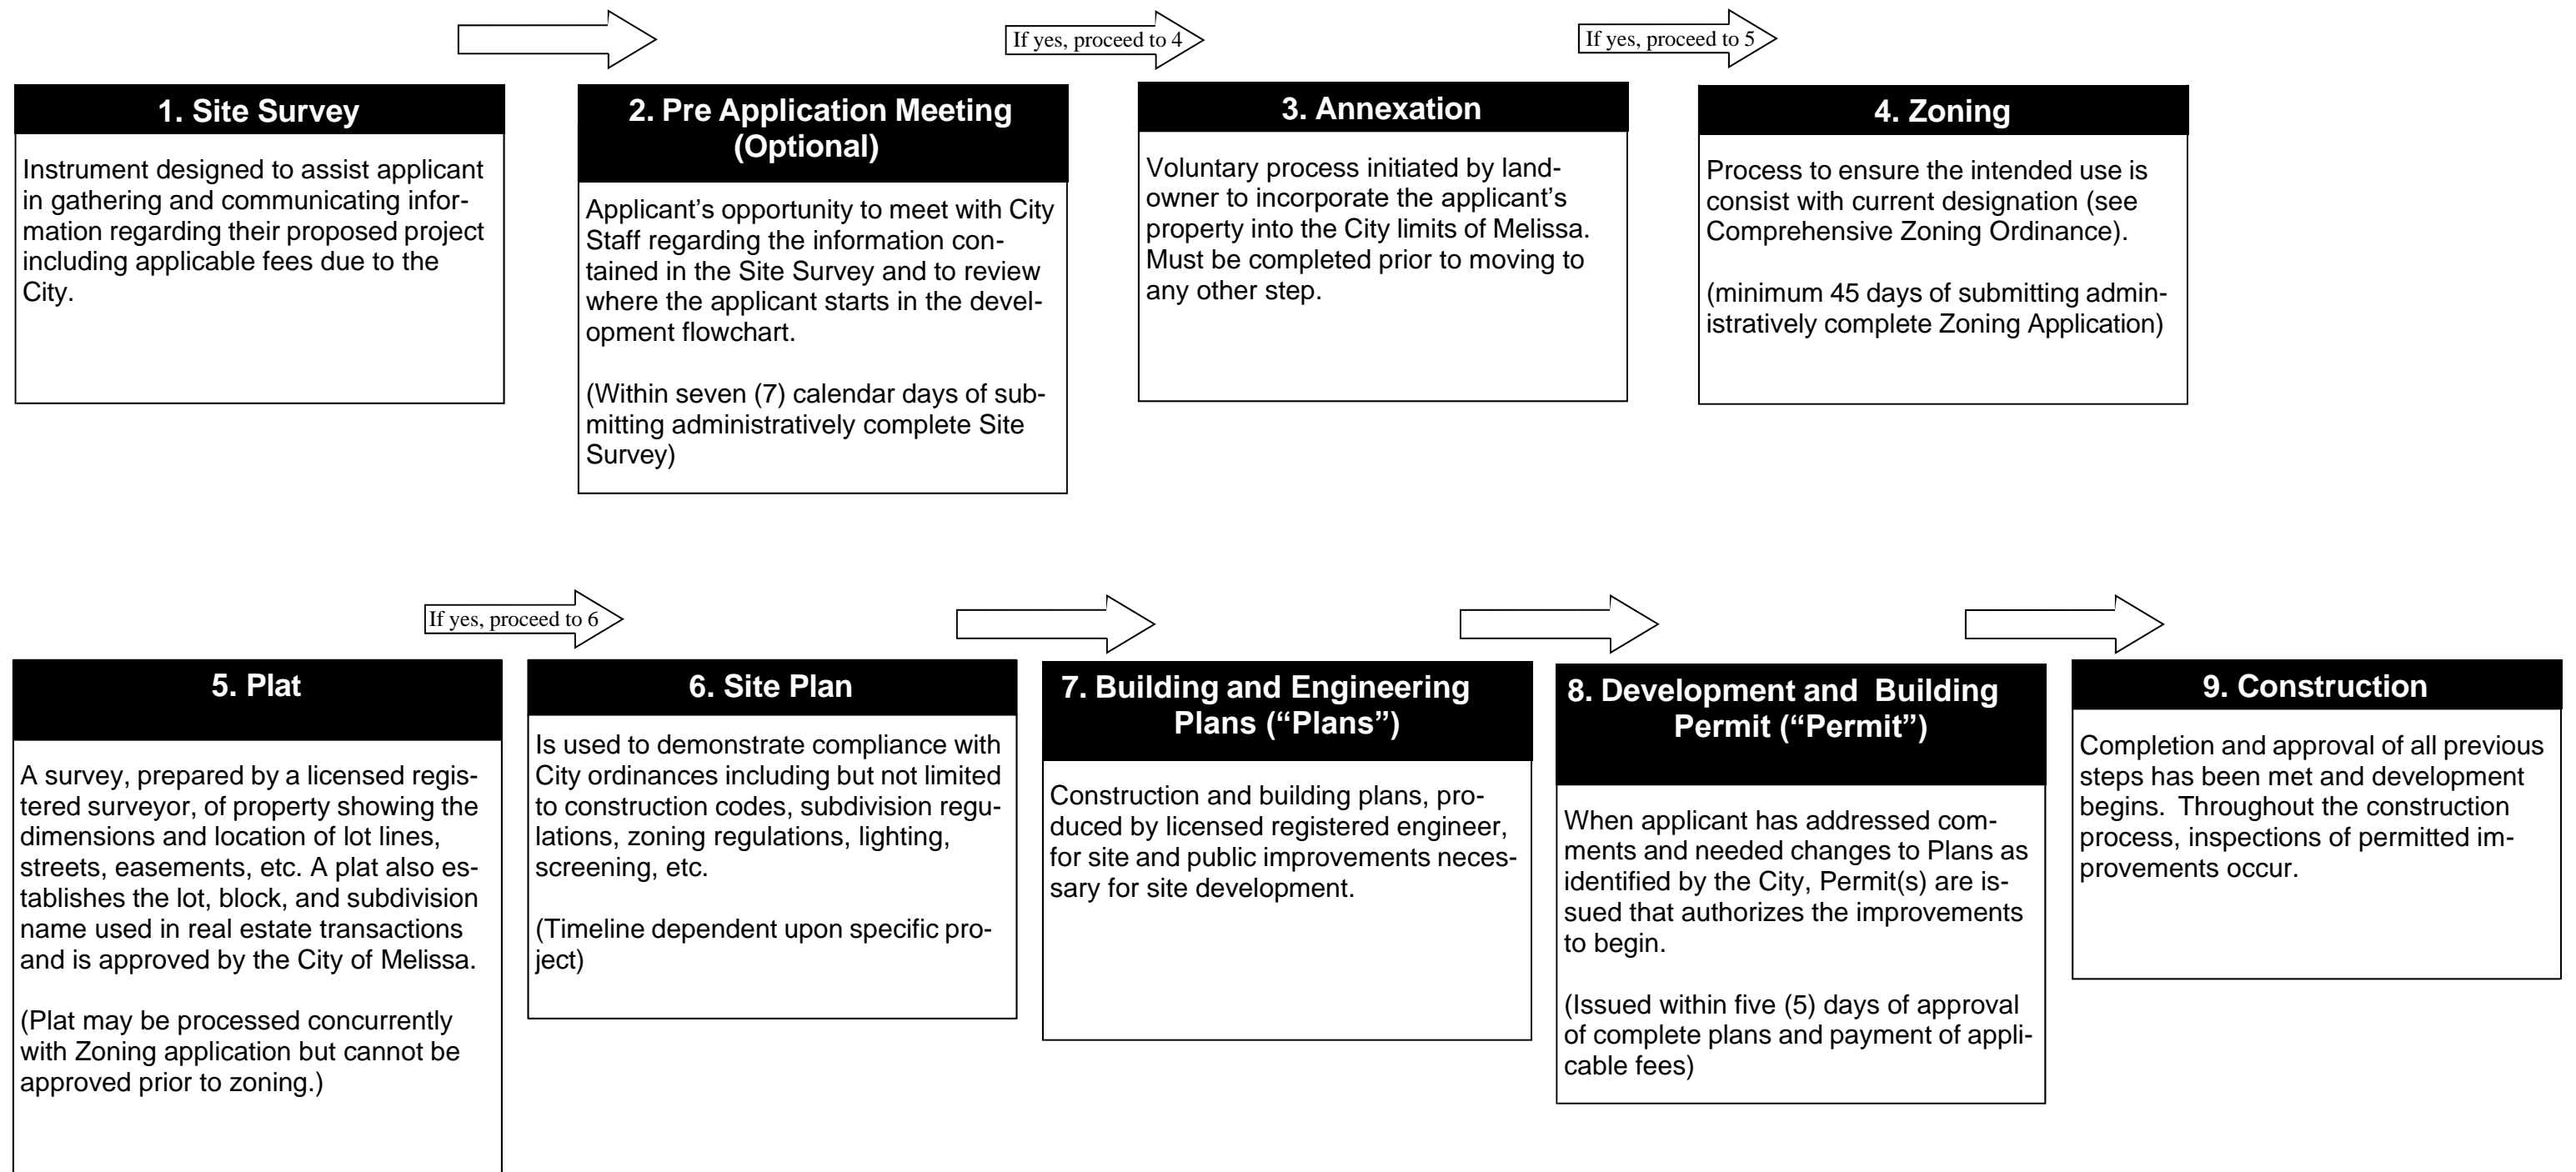 If yes, proceed to 4
If yes, proceed to 5
1. Site Survey
Instrument designed to assist applicant
in gathering and communicating infor-
mation regarding their proposed project
including applicable fees due to the
City.
2. Pre Application Meeting
(Optional)
Applicant’s opportunity to meet with City
Staff regarding the information con-
tained in the Site Survey and to review
where the applicant starts in the devel-
opment flowchart.
(Within seven (7) calendar days of sub-
mitting administratively complete Site
Survey)
3. Annexation
Voluntary process initiated by land-
owner to incorporate the applicant’s
property into the City limits of Melissa.
Must be completed prior to moving to
any other step.
4. Zoning
Process to ensure the intended use is
consist with current designation (see
Comprehensive Zoning Ordinance).
(minimum 45 days of submitting admin-
istratively complete Zoning Application)
If yes, proceed to 6
5. Plat
A survey, prepared by a licensed regis-
tered surveyor, of property showing the
dimensions and location of lot lines,
streets, easements, etc. A plat also es-
tablishes the lot, block, and subdivision
name used in real estate transactions
and is approved by the City of Melissa.
(Plat may be processed concurrently
with Zoning application but cannot be
approved prior to zoning.)
6. Site Plan
Is used to demonstrate compliance with
City ordinances including but not limited
to construction codes, subdivision regu-
lations, zoning regulations, lighting,
screening, etc.
(Timeline dependent upon specific pro-
ject)
7. Building and Engineering
Plans (“Plans”)
Construction and building plans, pro-
duced by licensed registered engineer,
for site and public improvements neces-
sary for site development.
8. Development and  Building
Permit (“Permit”)
When applicant has addressed com-
ments and needed changes to Plans as
identified by the City, Permit(s) are is-
sued that authorizes the improvements
to begin.
(Issued within five (5) days of approval
of complete plans and payment of appli-
cable fees)
9. Construction
Completion and approval of all previous
steps has been met and development
begins.  Throughout the construction
process, inspections of permitted im-
provements occur.